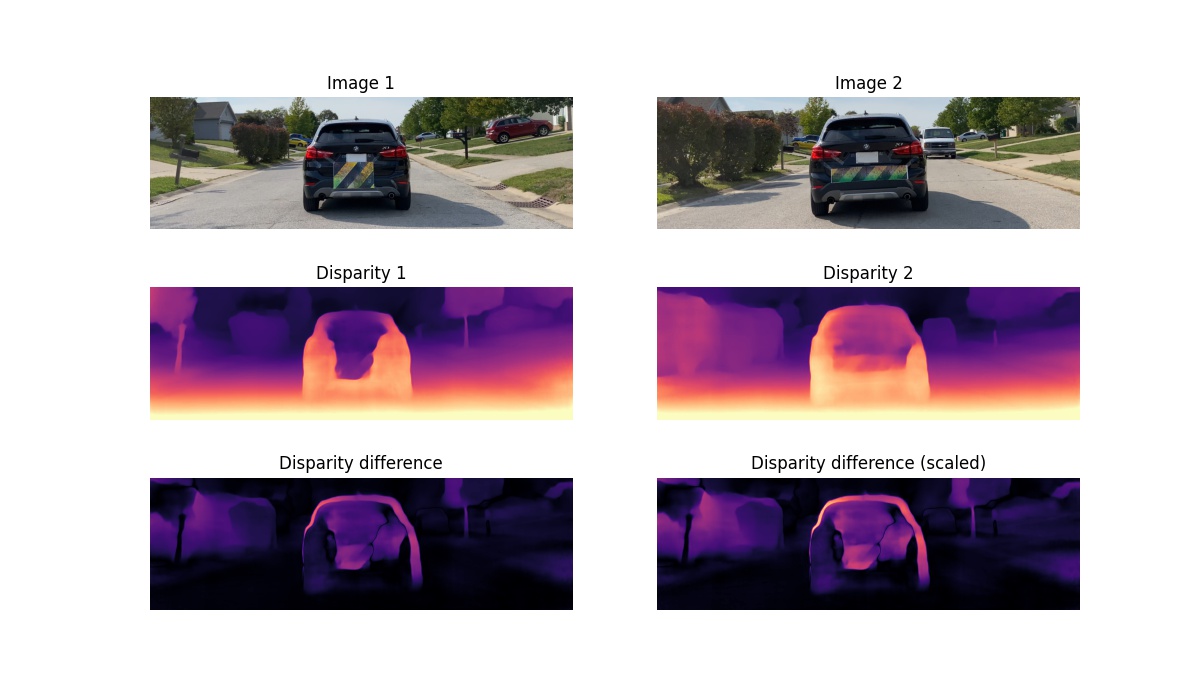 Image 1
Image 2
Disparity 1
Disparity 2
Disparity difference
Disparity difference (scaled)